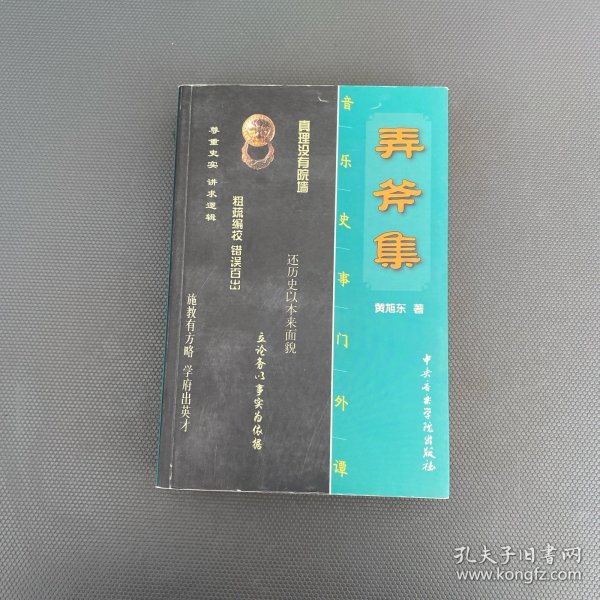 弄斧集
黄旭东 著
中央音乐学院出版社
音乐史事门外谭
真理没有院墙
还历史以本来面貌
立论务以事实为依据
粗疏编校 错误百出
尊重史实 讲求逻辑
施教有方略 学府出英才
孔夫子旧书网
www.kongfz.com